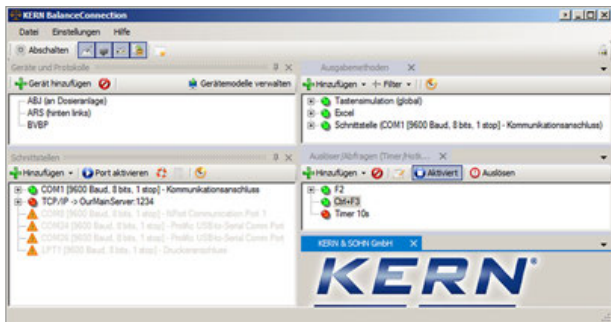 KERN BalanceConnection
Datei Einstellungen Hilfe
Abschalten
Geräte und Protokolle
Gerät hinzufügen
Gerätemodelle verwalten
ABJ (an Dosieranlage)
ARS (hinten links)
BVBP
Ausgabemethoden
Hinzufügen Filter
Tastensimulation (global)
Excel
Schnittstelle (COM1 [9600 Baud, 8 bits, 1 stop] - Kommunikationsanschluss)
Schnittstellen
Hinzufügen Port aktivieren
COM1 [9600 Baud, 8 bits, 1 stop] - Kommunikationsanschluss
TCP/IP -> OurMainServer:1234
[9600 Baud, 8 bits, 1 stop] - NPort Communication Port 1
[9600 Baud, 8 bits, 1 stop] - Prolific USB-to-Serial Comm Port
[9600 Baud, 8 bits, 1 stop] - Prolific USB-to-Serial Comm Port
LPT1 [9600 Baud, 8 bits, 1 stop] - Druckeranschluss
Auslöser/Abfragen (Timer/Hotk...
Hinzufügen Aktiviert Auslösen
F2
Ctrl+F3
Timer 10s
KERN & SOHN GmbH
KERN